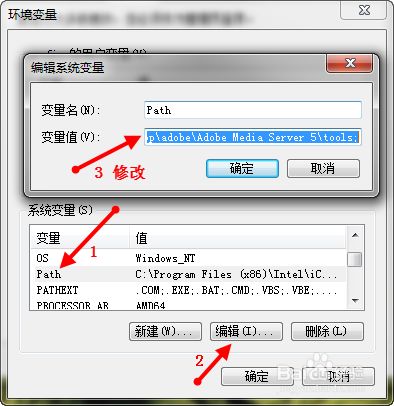 环境变量
编辑系统变量
变量名(N): Path
变量值(V): p\adobe\Adobe Media Server 5\tools;
3 修改
确定 取消
系统变量(S)
1
变量 值
OS Windows_NT
Path C:\Program Files (x86)\Intel\iC...
PATHEXT .COM;.EXE;.BAT;.CMD;.VBS;.VBE;....
PROCESSOR_AR AMD64
新建(W)... 编辑(I)... 删除(L)
2
确定 取消